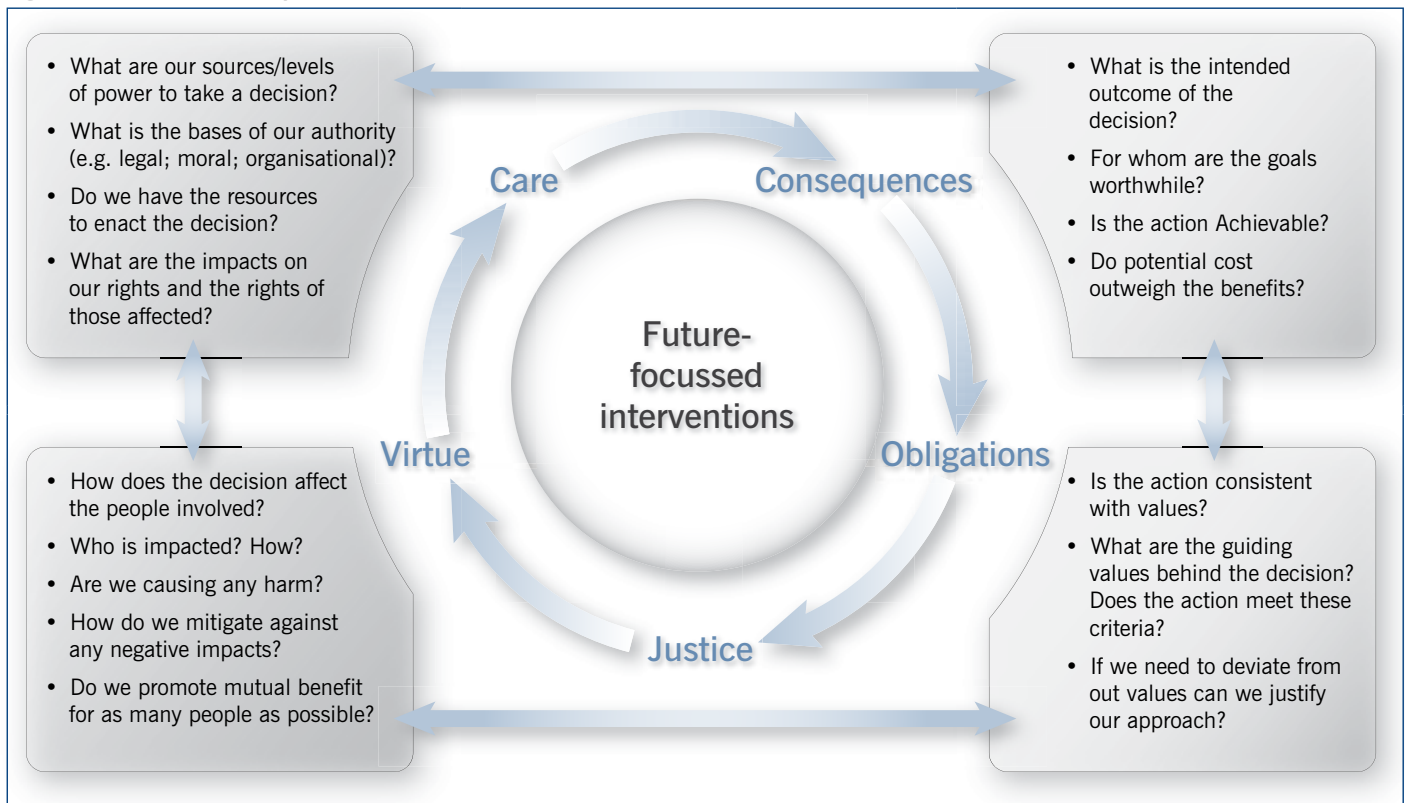 • What are our sources/levels
of power to take a decision?
• What is the bases of our authority
(e.g. legal; moral; organisational)?
• Do we have the resources
to enact the decision?
• What are the impacts on
our rights and the rights of
those affected?
• What is the intended
outcome of the
decision?
• For whom are the goals
worthwhile?
• Is the action Achievable?
• Do potential cost
outweigh the benefits?
Care
Consequences
Future-
focussed
interventions
Virtue
Obligations
Justice
• How does the decision affect
the people involved?
• Who is impacted? How?
• Are we causing any harm?
• How do we mitigate against
any negative impacts?
• Do we promote mutual benefit
for as many people as possible?
• Is the action consistent
with values?
• What are the guiding
values behind the decision?
Does the action meet these
criteria?
• If we need to deviate from
out values can we justify
our approach?